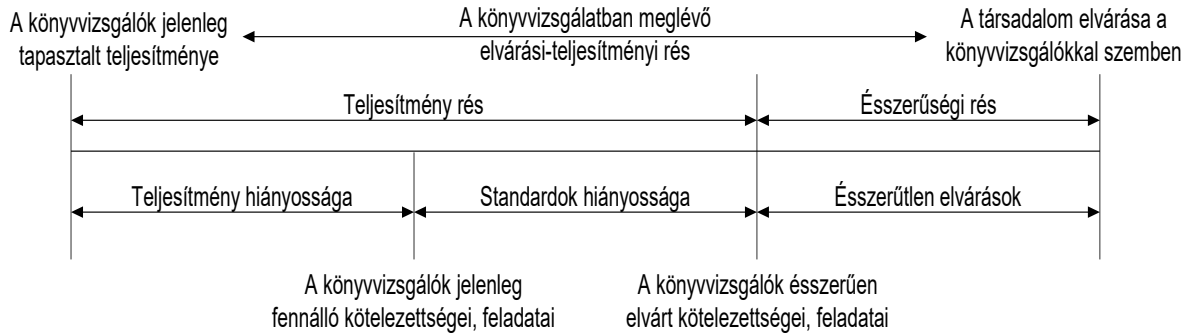 A könyvvizsgálók jelenleg
tapasztalt teljesítménye
A könyvvizsgálatban meglévő
elvárási-teljesítményi rés
A társadalom elvárása a
könyvvizsgálókkal szemben
Teljesítmény rés
Ésszerűségi rés
Teljesítmény hiányossága
Standardok hiányossága
Ésszerűtlen elvárások
A könyvvizsgálók jelenleg
fennálló kötelezettségei, feladatai
A könyvvizsgálók ésszerűen
elvárt kötelezettségei, feladatai